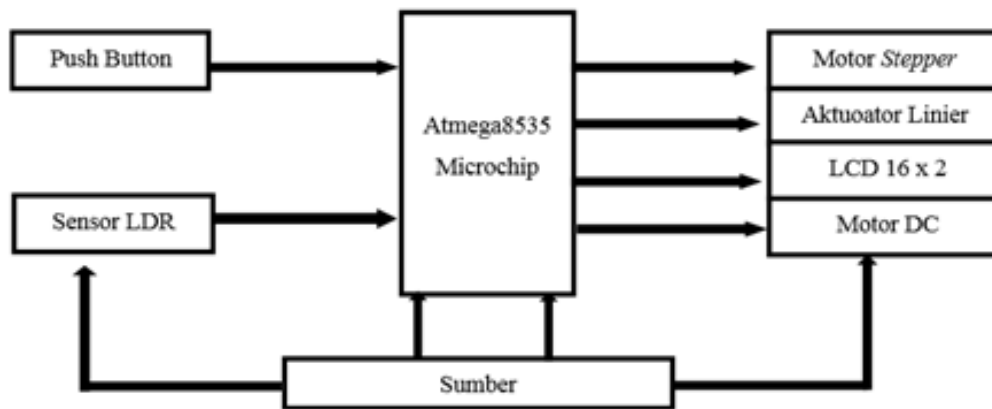 Push Button
Sensor LDR
Atmega8535
Microchip
Motor Stepper
Aktuoator Linier
LCD 16 x 2
Motor DC
Sumber